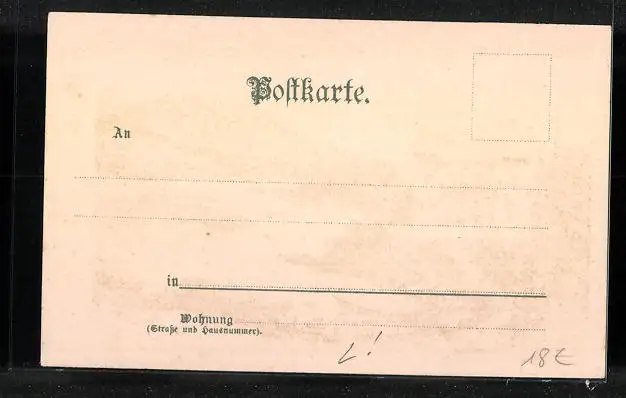 Postkarte.
An
in
Wohnung
(Straße und Hausnummer).
18€